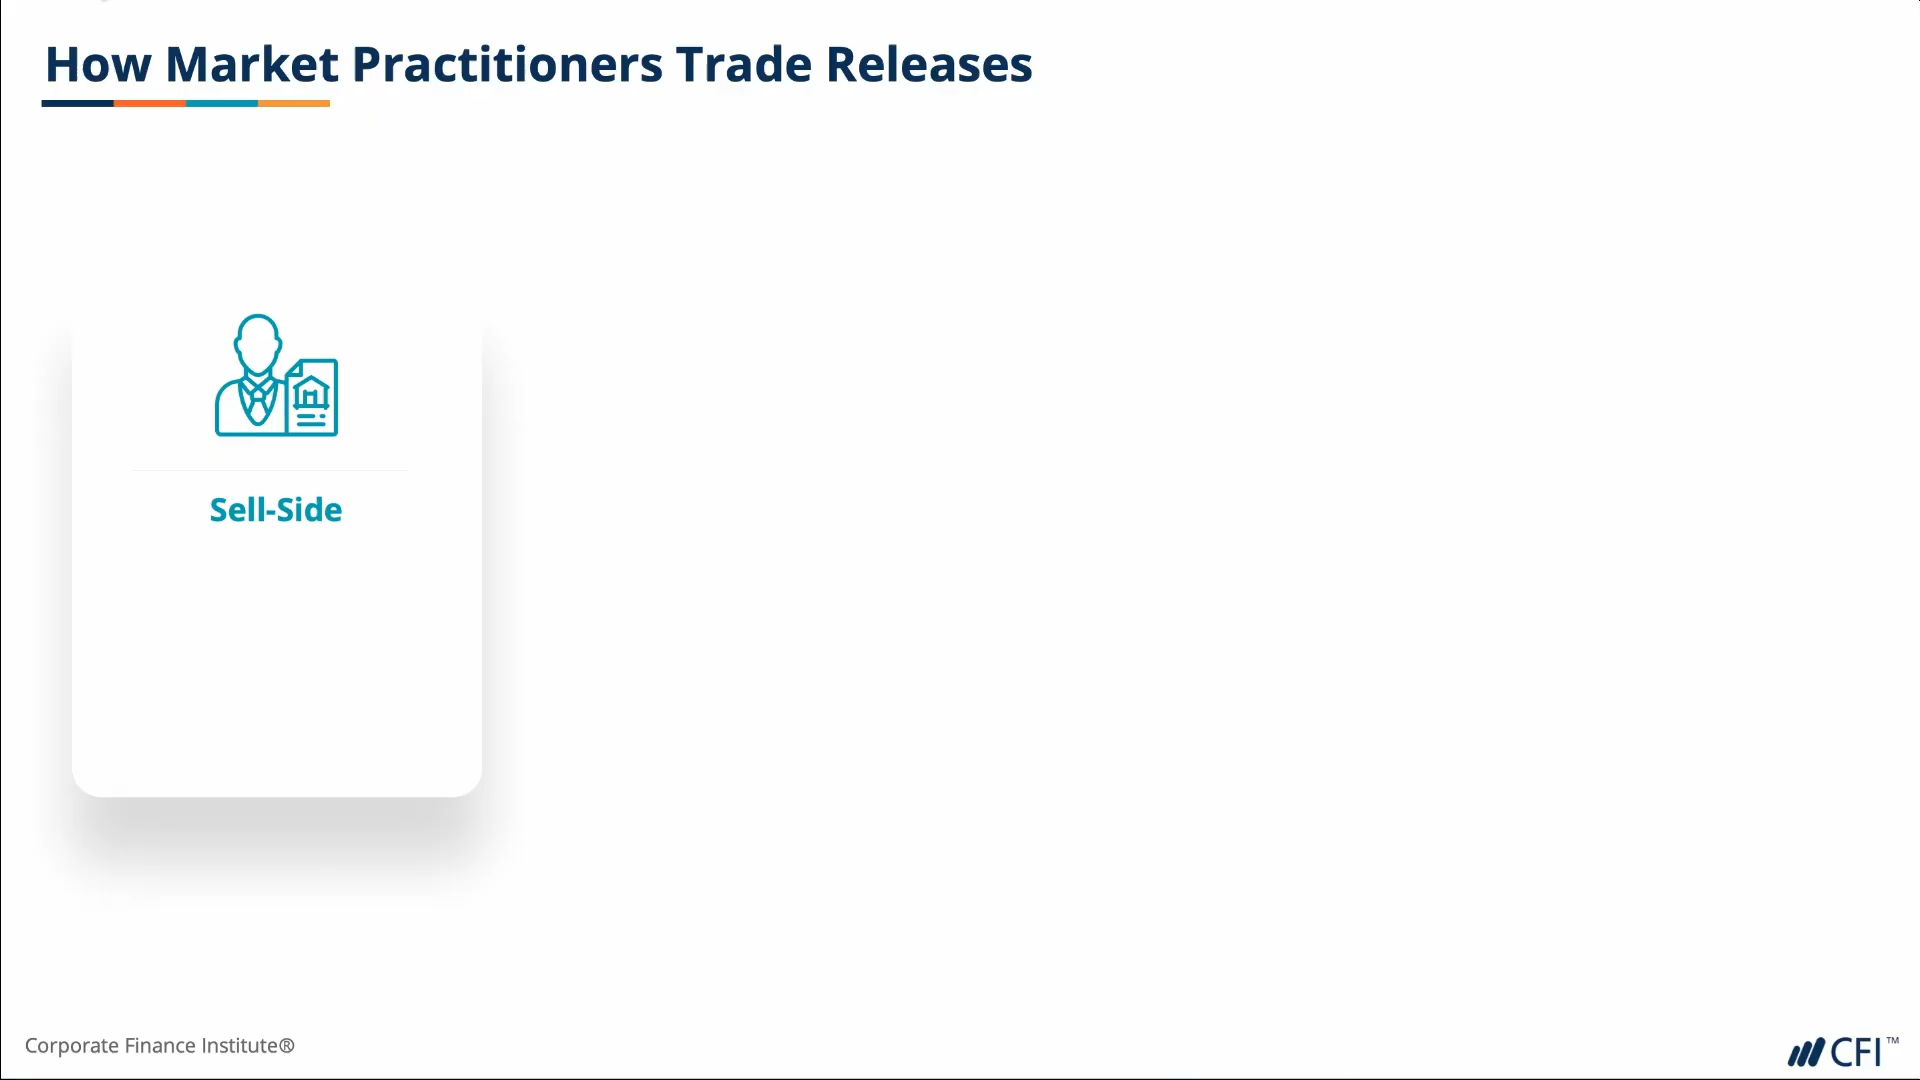 How Market Practitioners Trade Releases
Sell-Side
Corporate Finance Institute®
CFI™